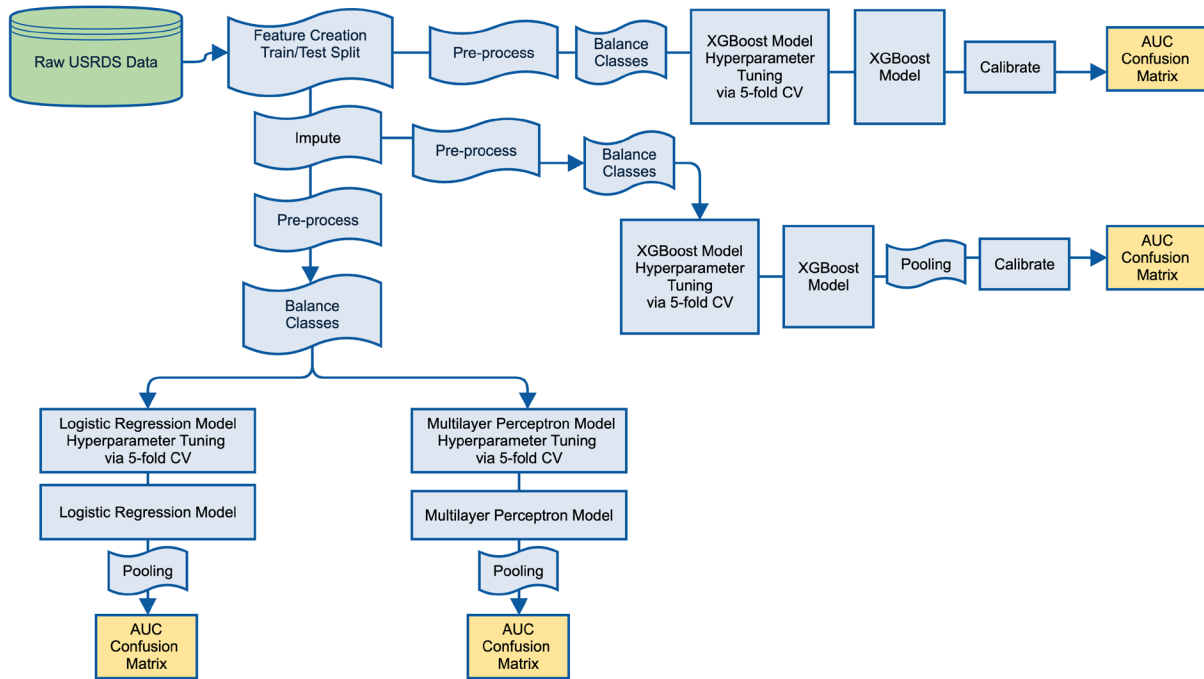 Raw USRDS Data
Feature Creation
Train/Test Split
Pre-process
Balance
Classes
XGBoost Model
Hyperparameter
Tuning
via 5-fold CV
XGBoost
Model
Calibrate
AUC
Confusion
Matrix
Impute
Pre-process
Balance
Classes
XGBoost Model
Hyperparameter
Tuning
via 5-fold CV
XGBoost
Model
Pooling
Calibrate
AUC
Confusion
Matrix
Pre-process
Balance
Classes
Logistic Regression Model
Hyperparameter Tuning
via 5-fold CV
Logistic Regression Model
Pooling
AUC
Confusion
Matrix
Multilayer Perceptron Model
Hyperparameter Tuning
via 5-fold CV
Multilayer Perceptron Model
Pooling
AUC
Confusion
Matrix